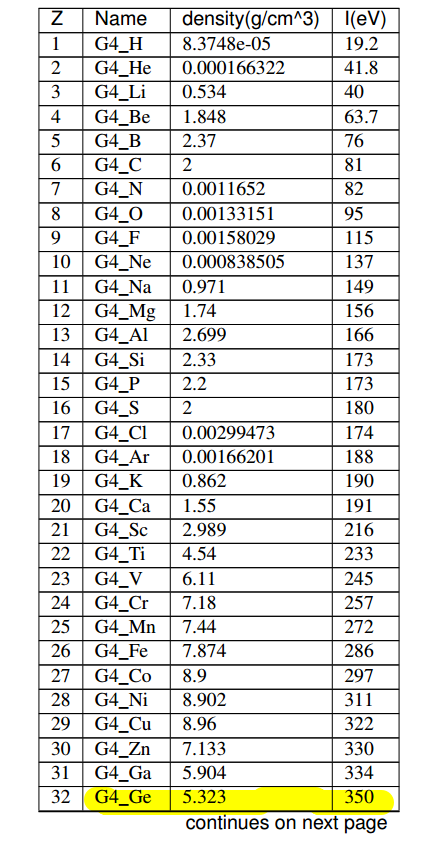 Z Name density(g/cm^3) I(eV)
1 G4_H 8.3748e-05 19.2
2 G4_He 0.000166322 41.8
3 G4_Li 0.534 40
4 G4_Be 1.848 63.7
5 G4_B 2.37 76
6 G4_C 2 81
7 G4_N 0.0011652 82
8 G4_O 0.00133151 95
9 G4_F 0.00158029 115
10 G4_Ne 0.000838505 137
11 G4_Na 0.971 149
12 G4_Mg 1.74 156
13 G4_Al 2.699 166
14 G4_Si 2.33 173
15 G4_P 2.2 173
16 G4_S 2 180
17 G4_Cl 0.00299473 174
18 G4_Ar 0.00166201 188
19 G4_K 0.862 190
20 G4_Ca 1.55 191
21 G4_Sc 2.989 216
22 G4_Ti 4.54 233
23 G4_V 6.11 245
24 G4_Cr 7.18 257
25 G4_Mn 7.44 272
26 G4_Fe 7.874 286
27 G4_Co 8.9 297
28 G4_Ni 8.902 311
29 G4_Cu 8.96 322
30 G4_Zn 7.133 330
31 G4_Ga 5.904 334
32 G4_Ge 5.323 350
continues on next page